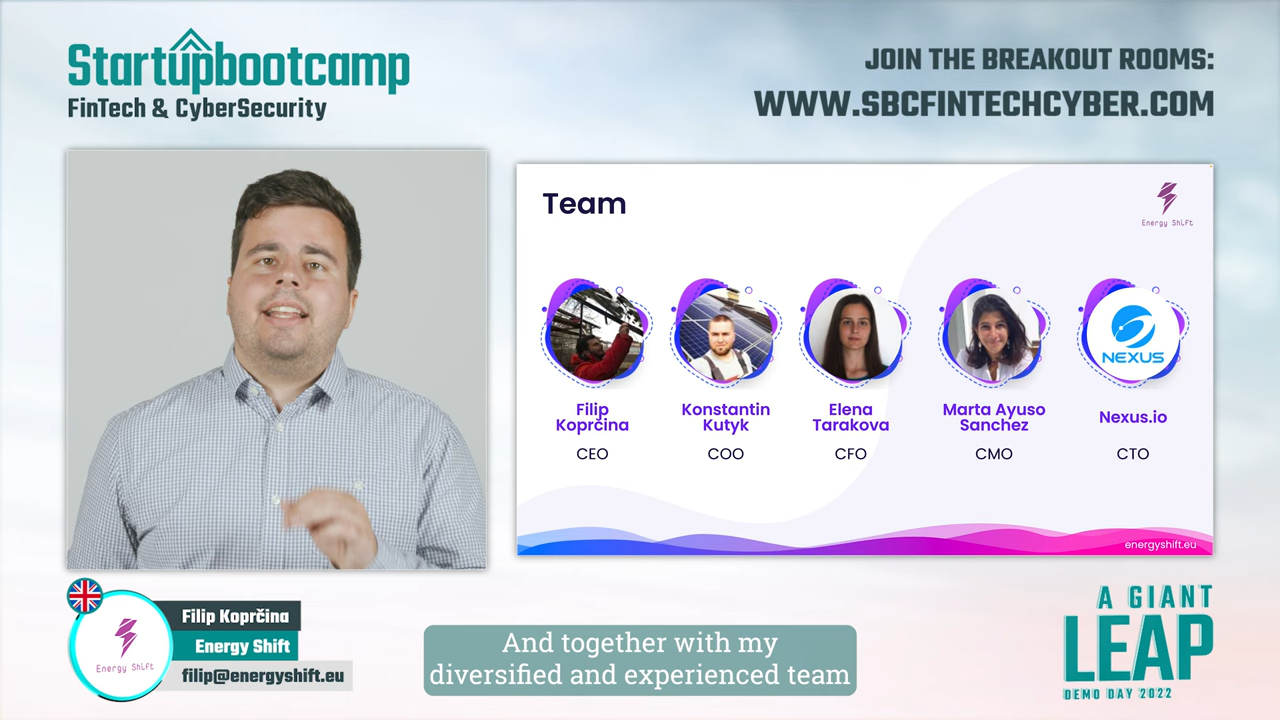 Startupbootcamp
FinTech & CyberSecurity
JOIN THE BREAKOUT ROOMS:
WWW.SBCFINTECHCYBER.COM
Team
Energy Shift
NEXUS
Filip
Koprčina
CEO
Konstantin
Kutyk
COO
Elena
Tarakova
CFO
Marta Ayuso
Sanchez
CMO
Nexus.io
CTO
energyshift.eu
Energy Shift
Filip Koprčina
Energy Shift
filip@energyshift.eu
And together with my
diversified and experienced team
A GIANT
LEAP
DEMO DAY 2022